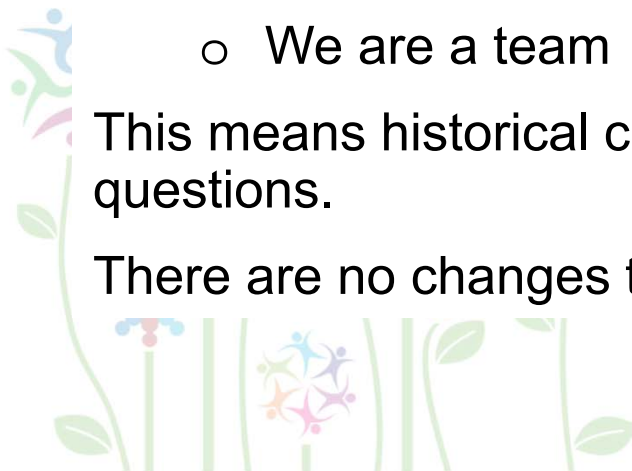 o We are a team
This means historical c
questions.
There are no changes t